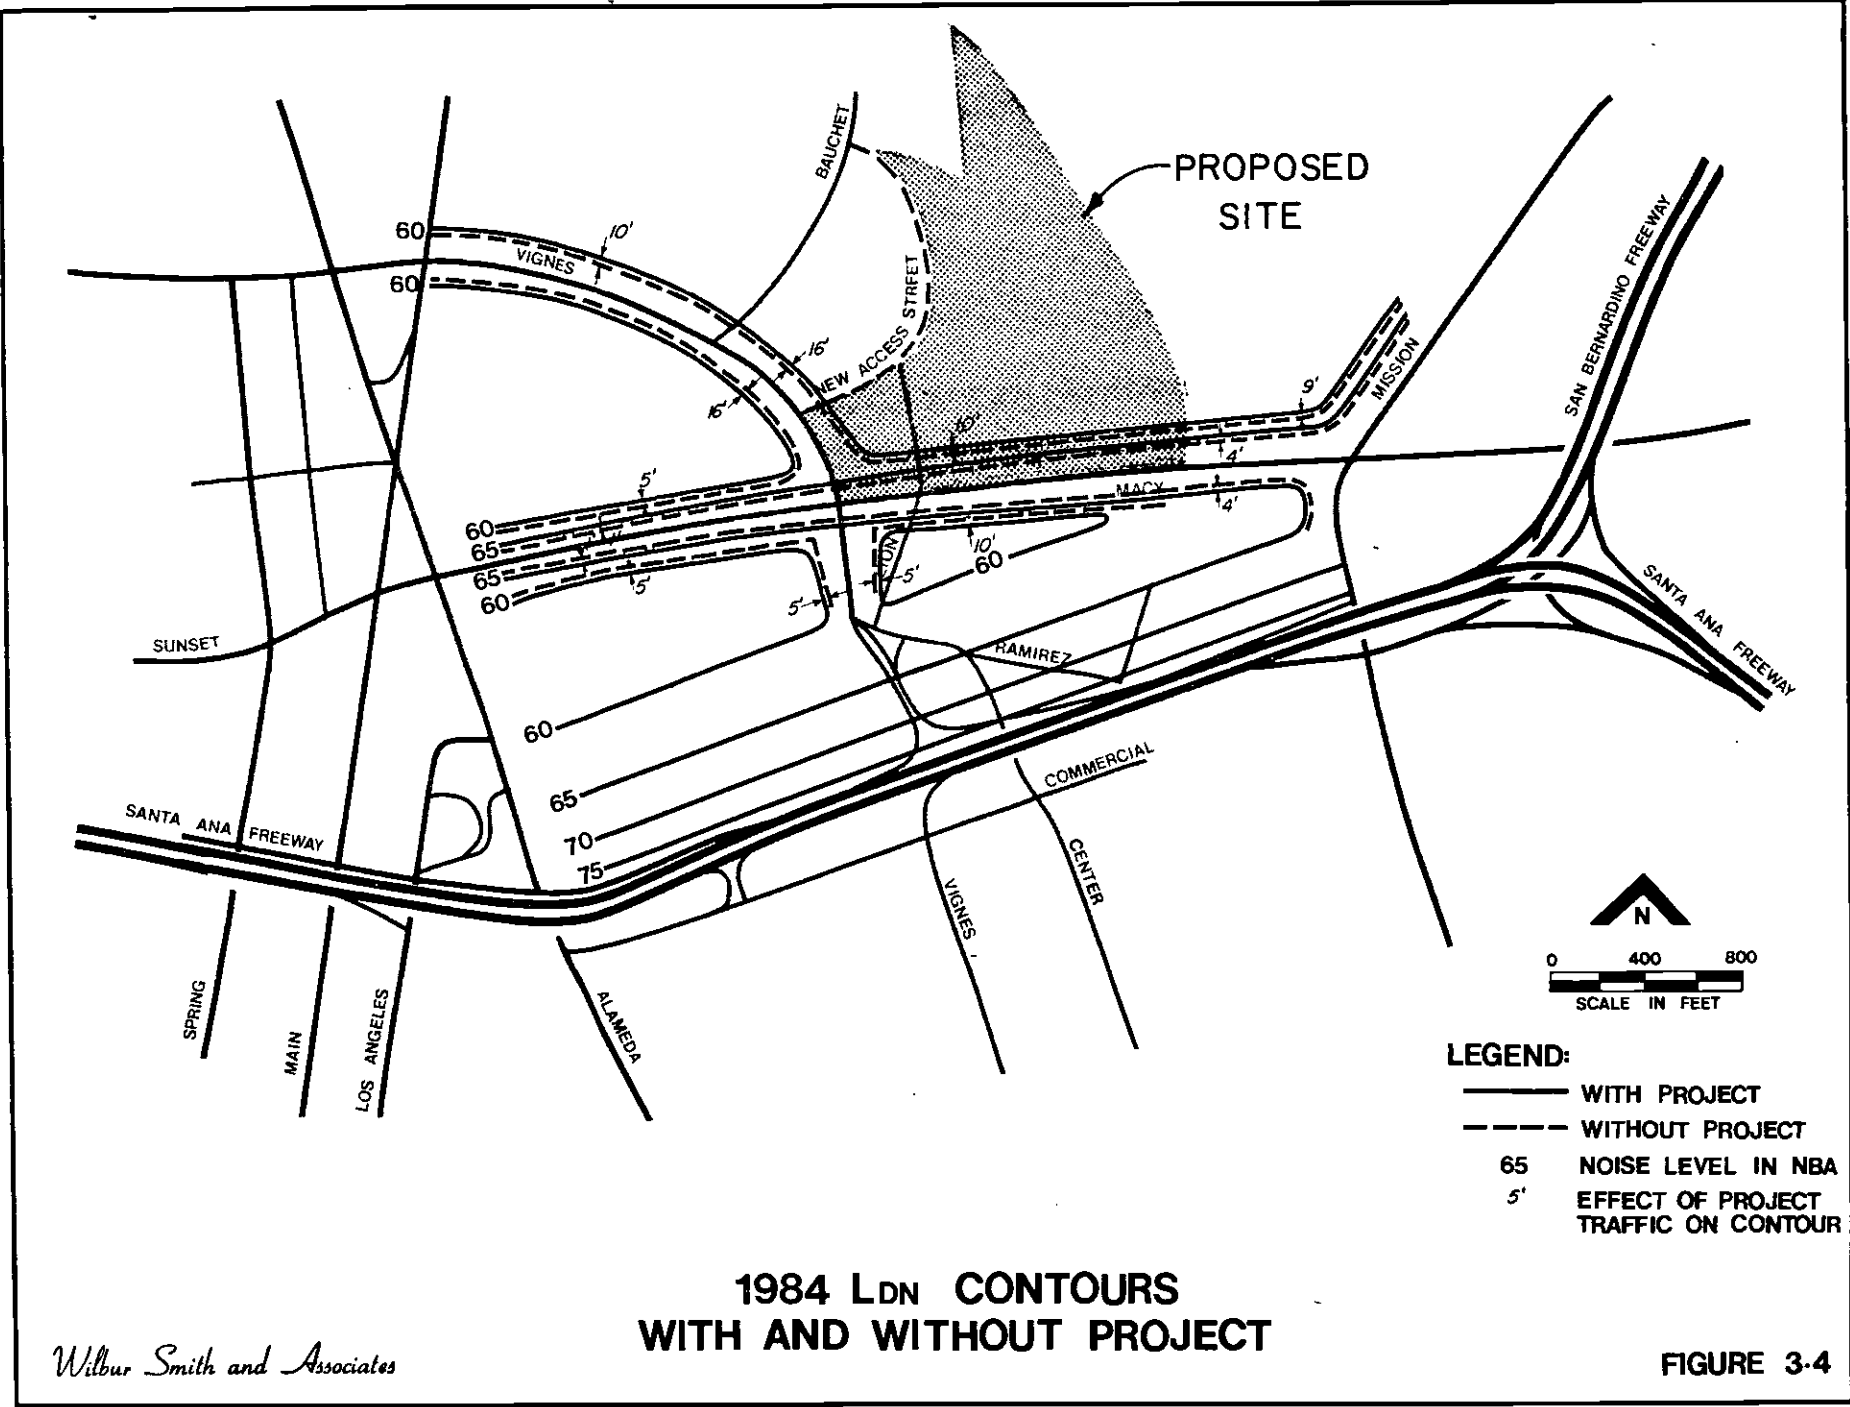 PROPOSED
SITE
BAUCHET
SAN BERNARDINO FREEWAY
60
10'
VIGNES
60
NEW ACCESS STREET
16'
16'
MISSION
9'
10'
4'
5'
MACY
4'
60
65
65
60
5'
10'
60
5'
5'
SUNSET
RAMIREZ
SANTA ANA FREEWAY
60
65
70
75
COMMERCIAL
SANTA ANA FREEWAY
CENTER
VIGNES
SPRING
MAIN
LOS ANGELES
ALAMEDA
N
0 400 800
SCALE IN FEET
LEGEND:
WITH PROJECT
WITHOUT PROJECT
65 NOISE LEVEL IN NBA
5' EFFECT OF PROJECT
TRAFFIC ON CONTOUR
1984 LDN CONTOURS
WITH AND WITHOUT PROJECT
Wilbur Smith and Associates
FIGURE 3-4